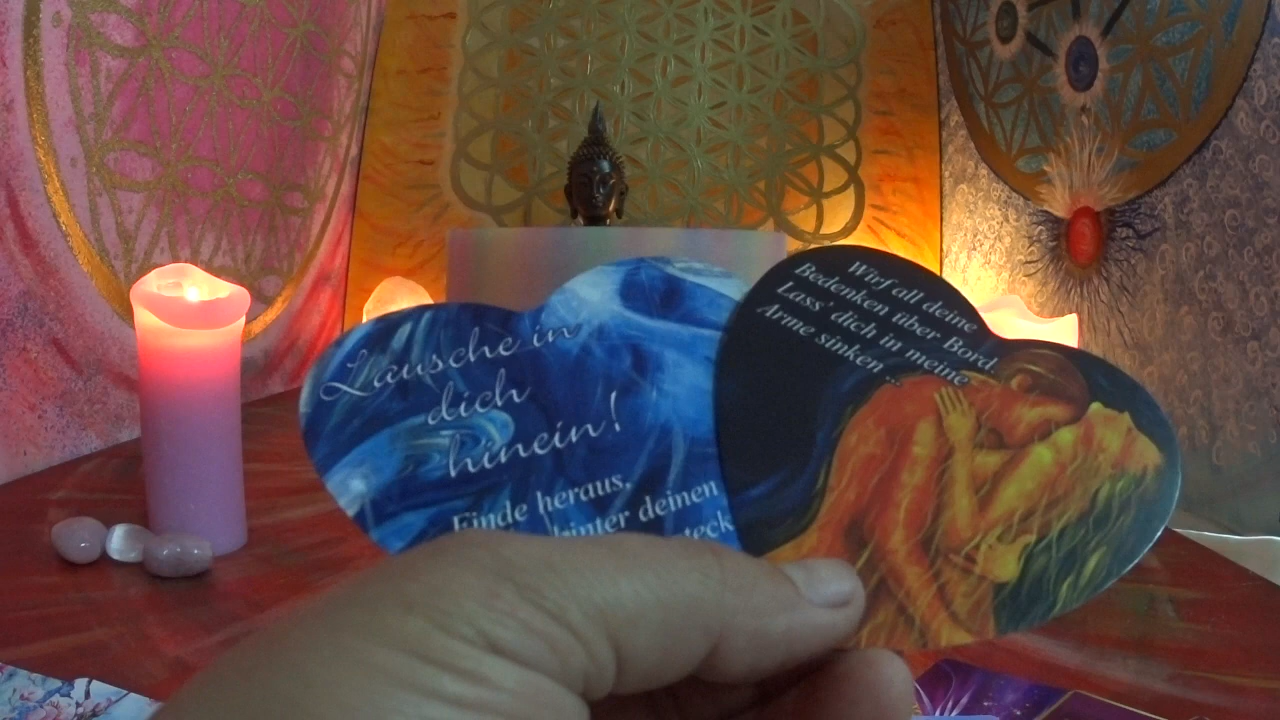 Lausche in
dich
hinein!
Finde heraus,
hinter deinen
steck
Wirf all deine
Bedenken über Bord.
Lass' dich in meine
Arme sinken ...